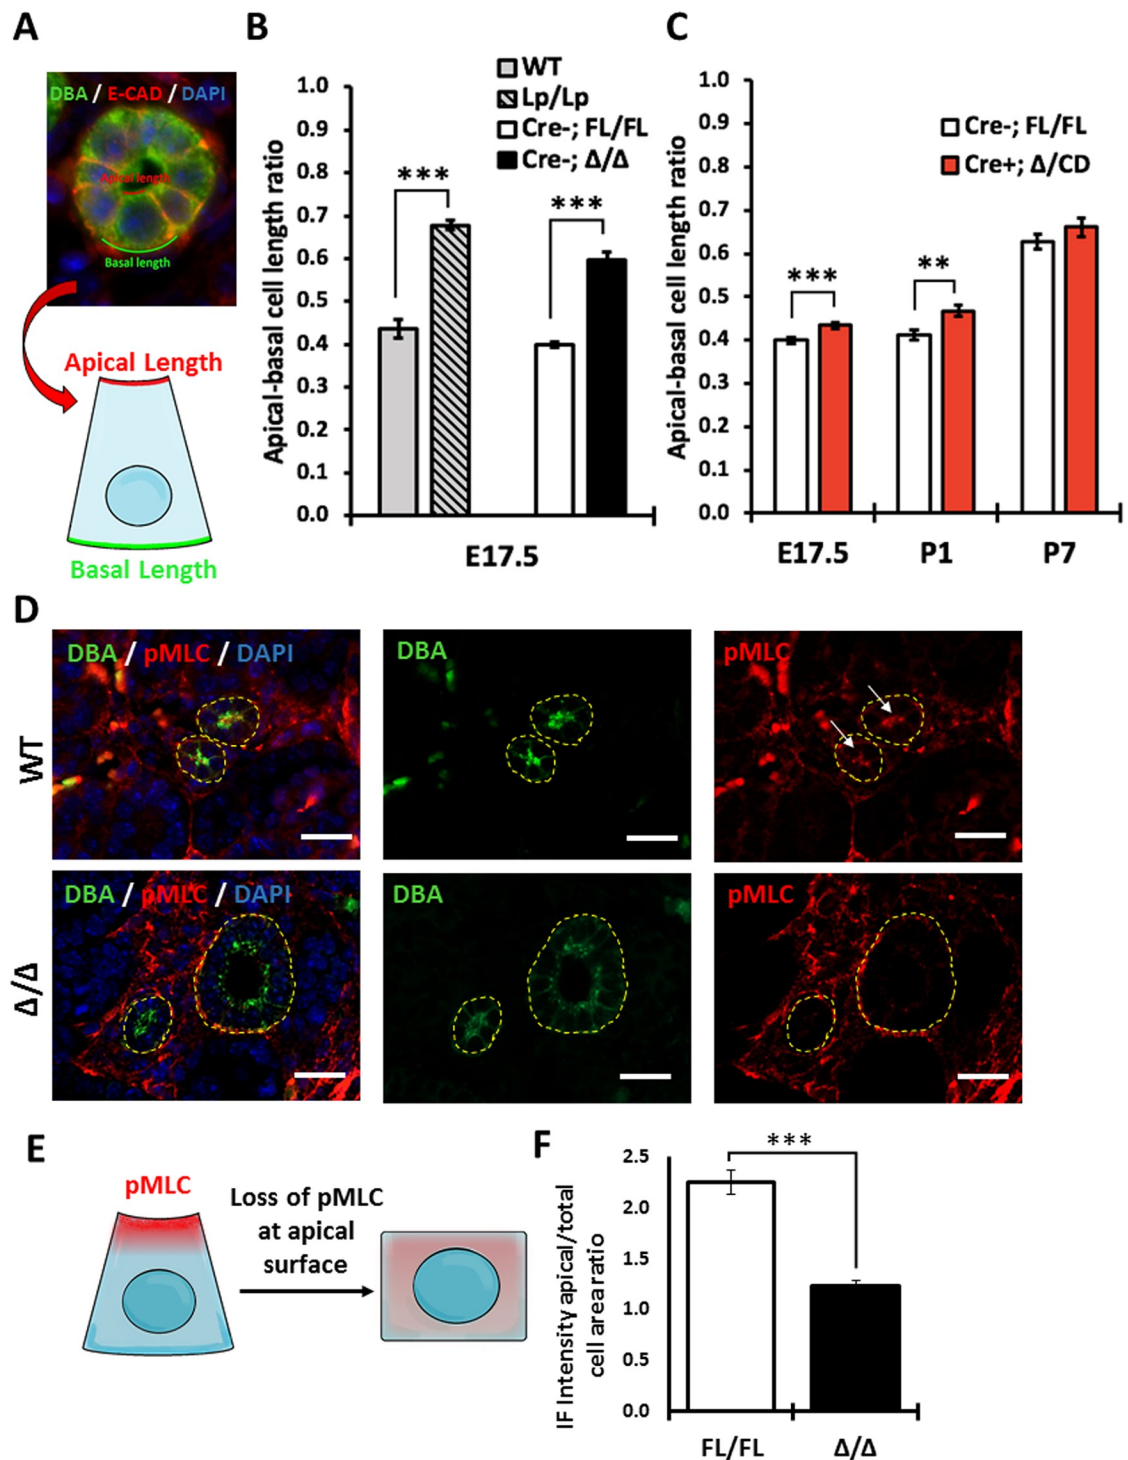 A
DBA / E-CAD / DAPI
Apical length
Basal length
Apical Length
Basal Length
B
WT
Lp/Lp
Cre-; FL/FL
Cre-; Δ/Δ
Apical-basal cell length ratio
1.0
0.9
0.8
0.7
0.6
0.5
0.4
0.3
0.2
0.1
0.0
***
***
E17.5
C
Cre-; FL/FL
Cre+; Δ/CD
Apical-basal cell length ratio
1.0
0.9
0.8
0.7
0.6
0.5
0.4
0.3
0.2
0.1
0.0
***
**
E17.5 P1 P7
D
WT
DBA / pMLC / DAPI
DBA
pMLC
Δ/Δ
DBA / pMLC / DAPI
DBA
pMLC
E
pMLC
Loss of pMLC
at apical
surface
F
IF Intensity apical/total
cell area ratio
2.5
2.0
1.5
1.0
0.5
0.0
***
FL/FL Δ/Δ